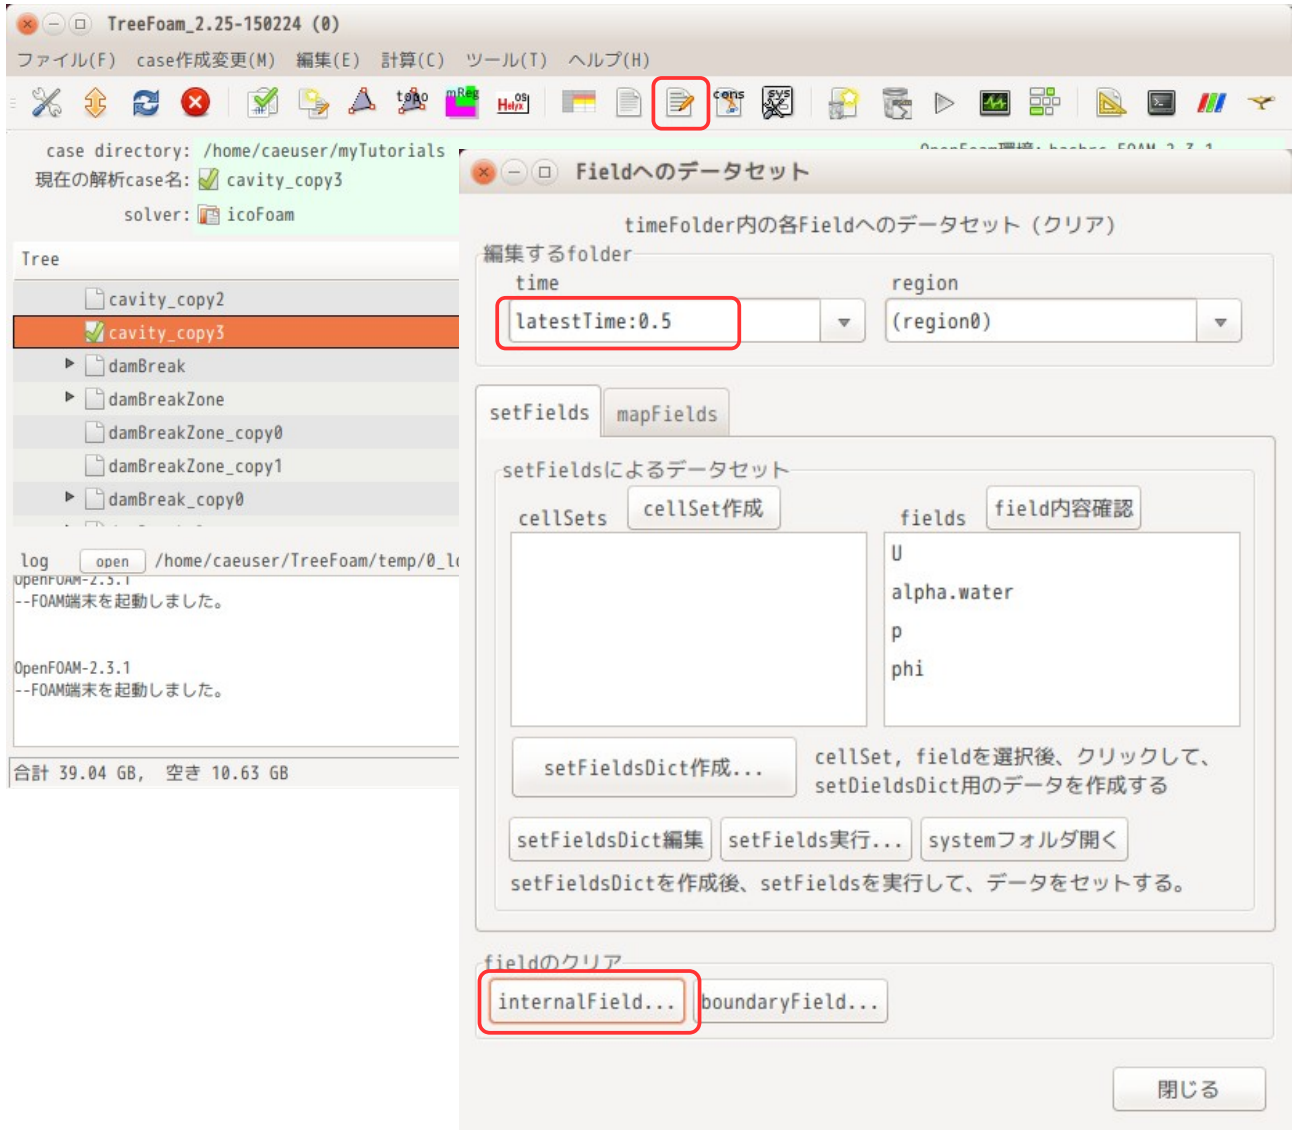 TreeFoam_2.25-150224 (0)
ファイル(F) case作成変更(M) 編集(E) 計算(C) ツール(T) ヘルプ(H)
topo mReg Helyx OS cons SYS
case directory: /home/caeuser/myTutorials
現在の解析case名: cavity_copy3
solver: icoFoam
Tree
cavity_copy2
cavity_copy3
damBreak
damBreakZone
damBreakZone_copy0
damBreakZone_copy1
damBreak_copy0
log open /home/caeuser/TreeFoam/temp/0_lo
OpenFOAM-2.3.1
--FOAM端末を起動しました。
OpenFOAM-2.3.1
--FOAM端末を起動しました。
合計 39.04 GB, 空き 10.63 GB
Fieldへのデータセット
timeFolder内の各Fieldへのデータセット (クリア)
編集するfolder
time region
latestTime:0.5 (region0)
setFields mapFields
setFieldsによるデータセット
cellSets cellSet作成 fields field内容確認
U
alpha.water
p
phi
setFieldsDict作成... cellSet, fieldを選択後、クリックして、
setDieldsDict用のデータを作成する
setFieldsDict編集 setFields実行... systemフォルダ開く
setFieldsDictを作成後、setFieldsを実行して、データをセットする。
fieldのクリア
internalField... boundaryField...
閉じる